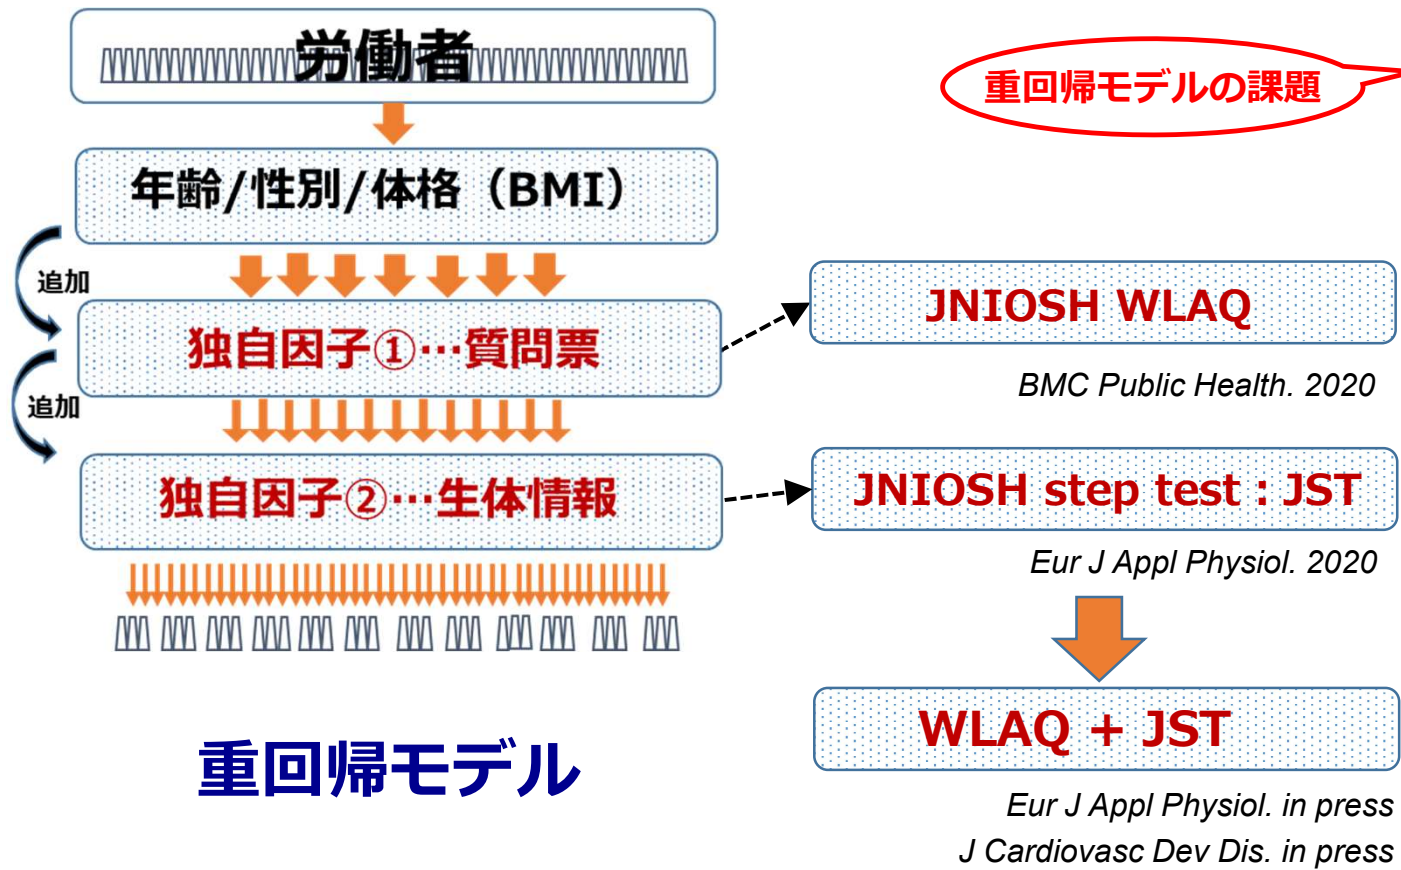 労働者
重回帰モデルの課題
年齢/性別/体格（BMI）
追加
独自因子①…質問票
JNIOSH WLAQ
BMC Public Health. 2020
追加
独自因子②…生体情報
JNIOSH step test : JST
Eur J Appl Physiol. 2020
WLAQ + JST
重回帰モデル
Eur J Appl Physiol. in press
J Cardiovasc Dev Dis. in press